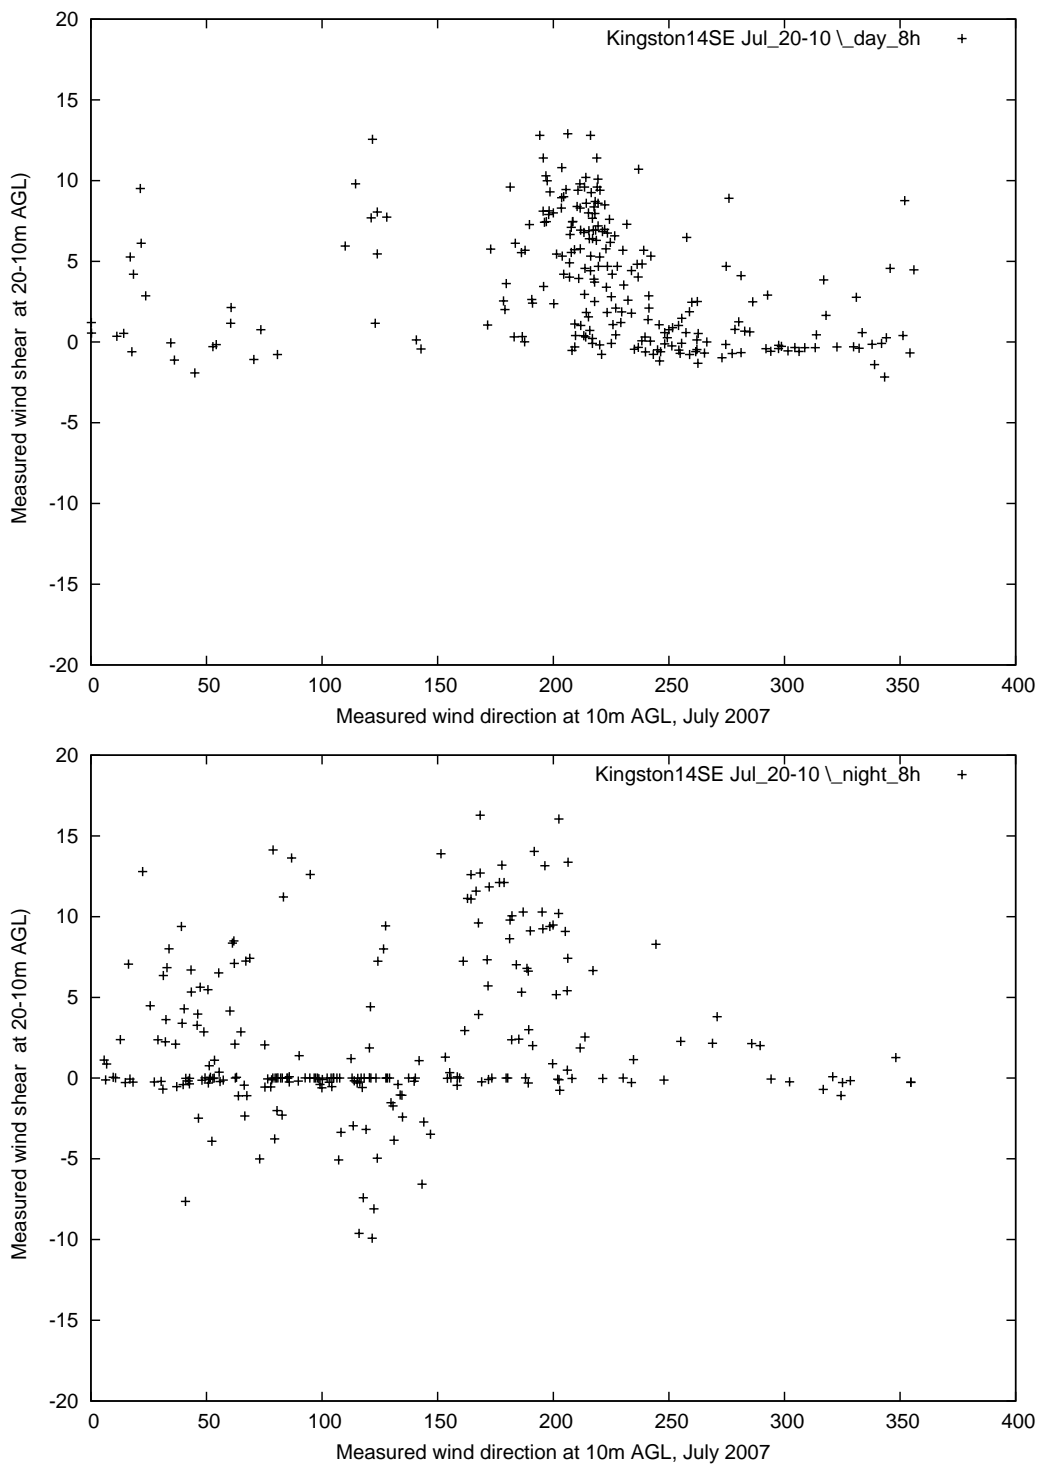 20
15
10
5
0
-5
-10
-15
-20
Measured wind shear at 20-10m AGL)
Kingston14SE Jul_20-10 \_day_8h
0 50 100 150 200 250 300 350 400
Measured wind direction at 10m AGL, July 2007
20
15
10
5
0
-5
-10
-15
-20
Measured wind shear at 20-10m AGL)
Kingston14SE Jul_20-10 \_night_8h
0 50 100 150 200 250 300 350 400
Measured wind direction at 10m AGL, July 2007